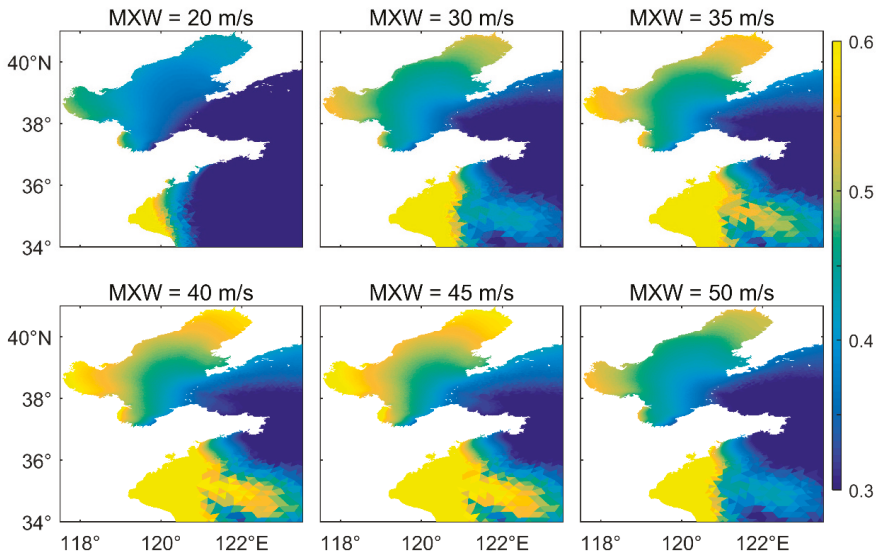 MXW = 20 m/s MXW = 30 m/s MXW = 35 m/s
40°N
38°
36°
34°
0.6
0.5
0.4
0.3
MXW = 40 m/s MXW = 45 m/s MXW = 50 m/s
40°N
38°
36°
34°
118° 120° 122°E 118° 120° 122°E 118° 120° 122°E